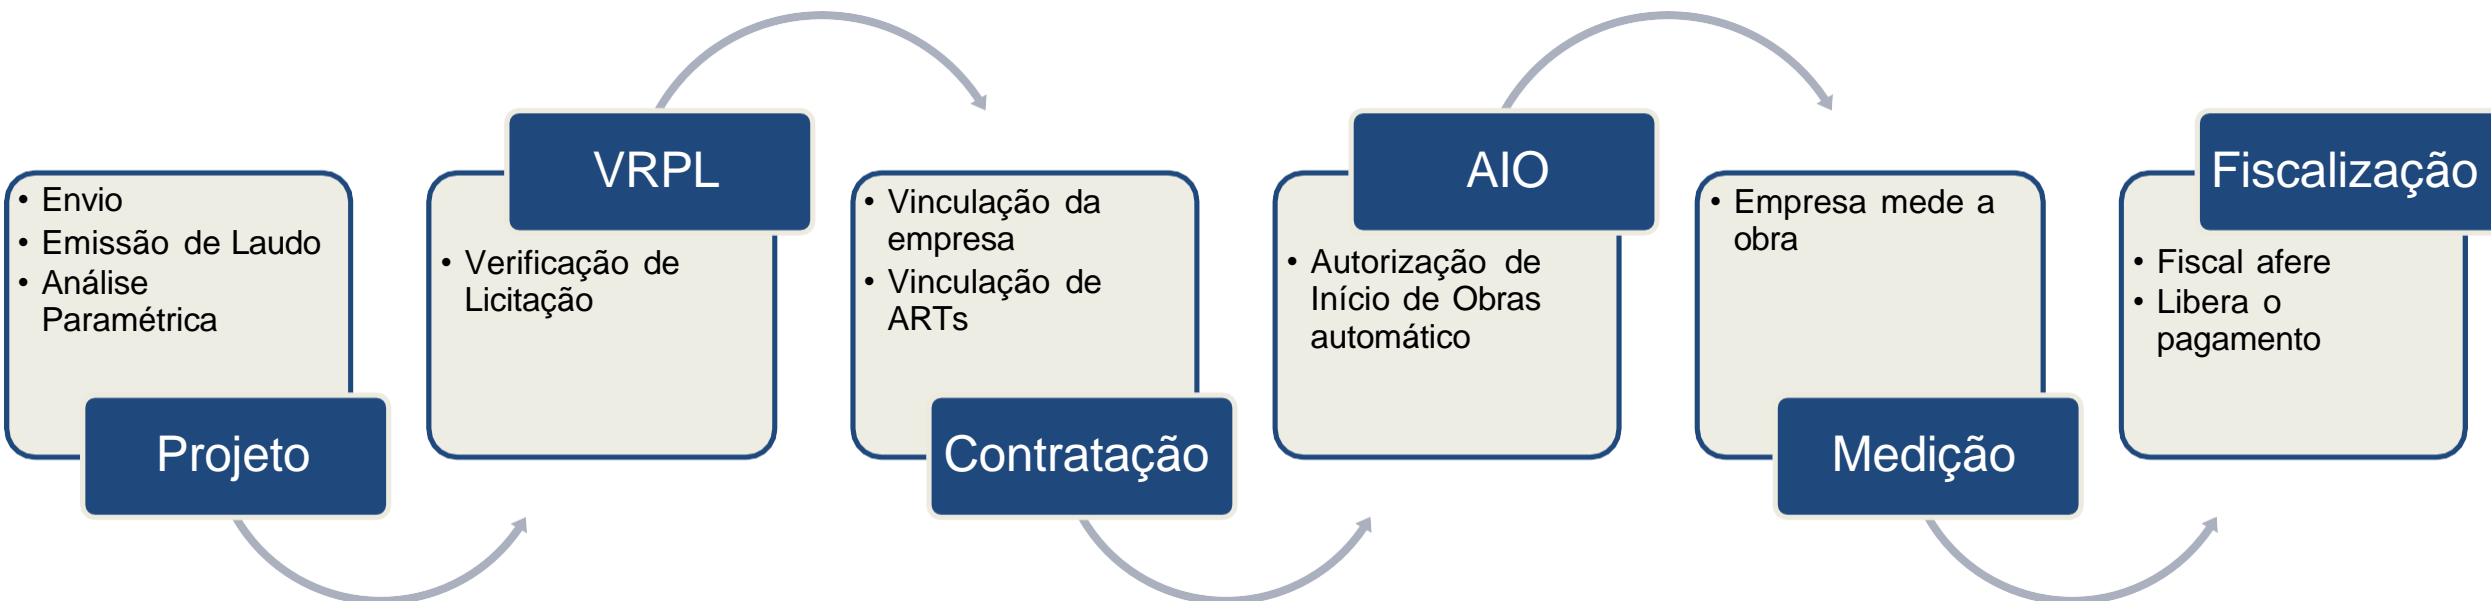 • Envio
• Emissão de Laudo
• Análise
Paramétrica
Projeto
VRPL
• Verificação de
Licitação
• Vinculação da
empresa
• Vinculação de
ARTs
Contratação
AIO
• Autorização de
Início de Obras
automático
• Empresa mede a
obra
Medição
Fiscalização
• Fiscal afere
• Libera o
pagamento